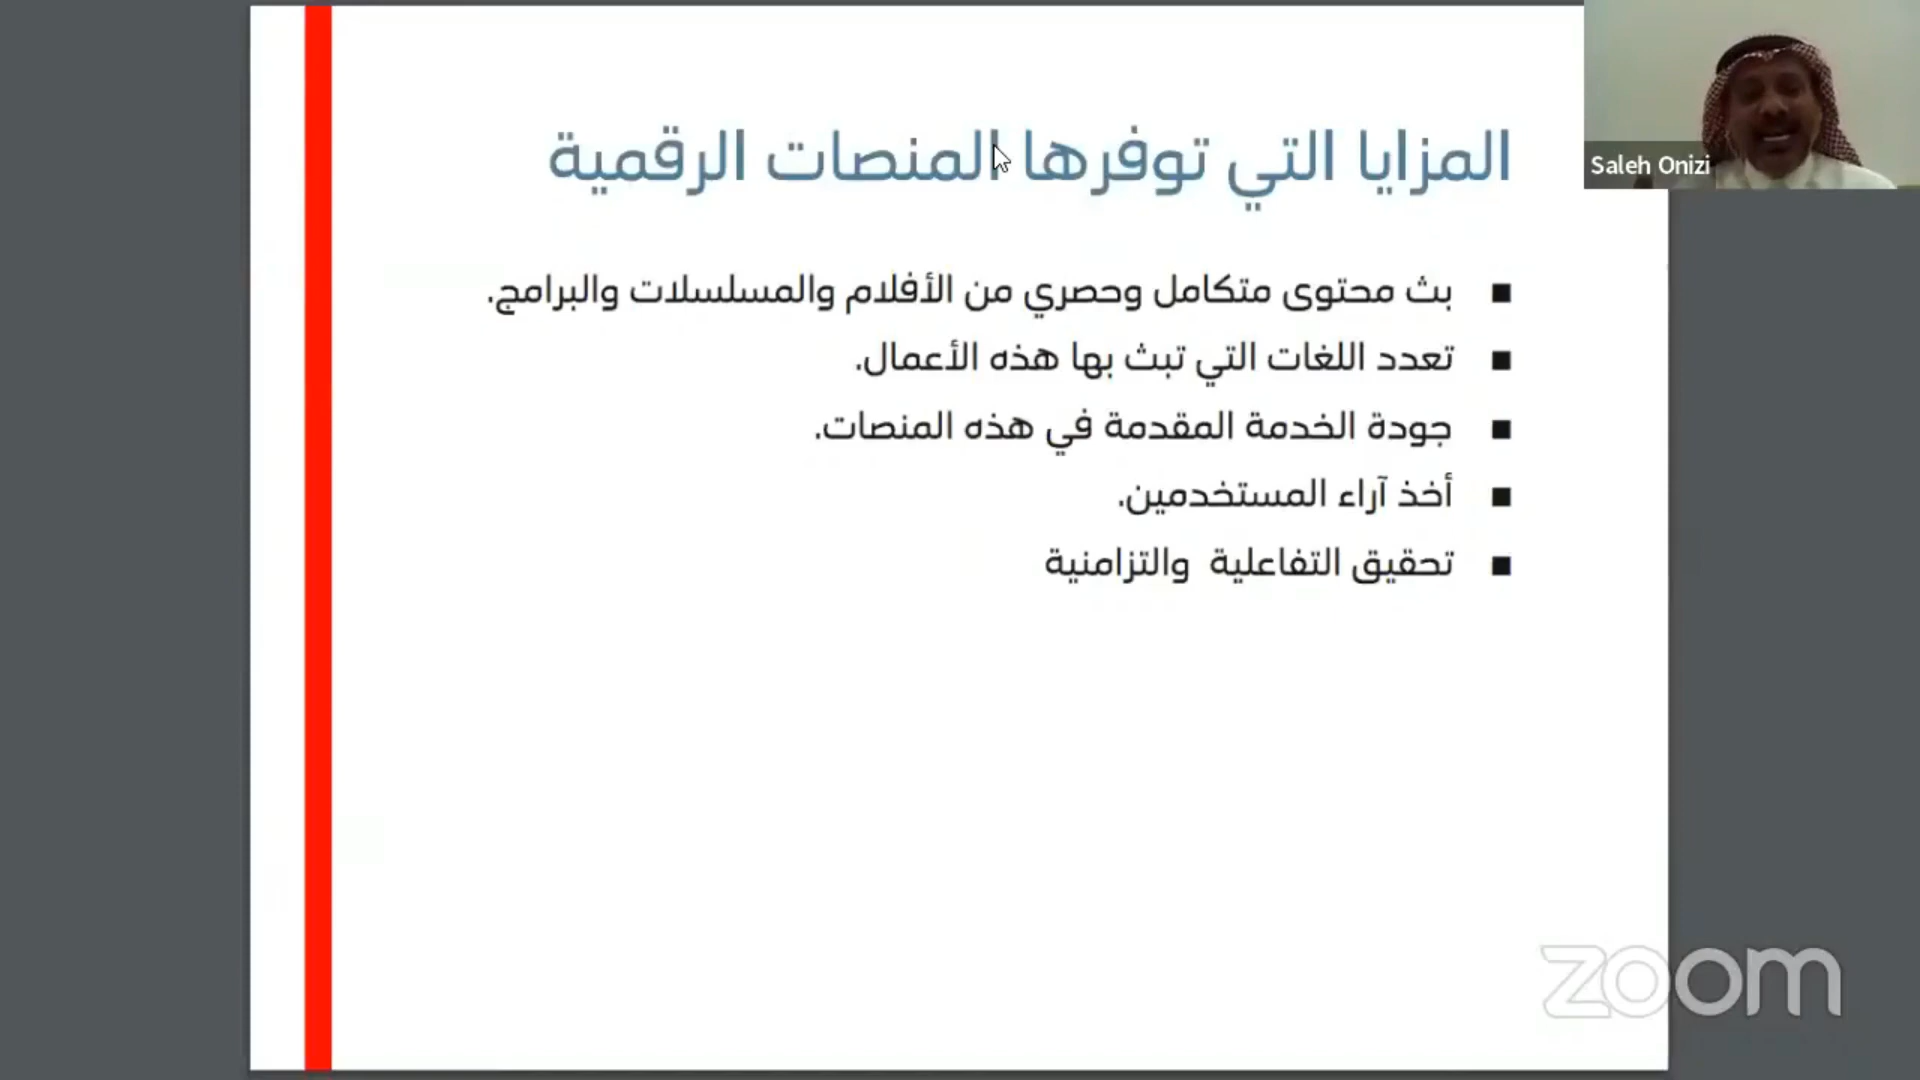 المزايا التي توفرها المنصات الرقمية
Saleh Onizi
بث محتوى متكامل وحصري من الأفلام والمسلسلات والبرامج.
تعدد اللغات التي تبث بها هذه الأعمال.
جودة الخدمة المقدمة في هذه المنصات.
أخذ آراء المستخدمين.
تحقيق التفاعلية والتزامنية
zoom